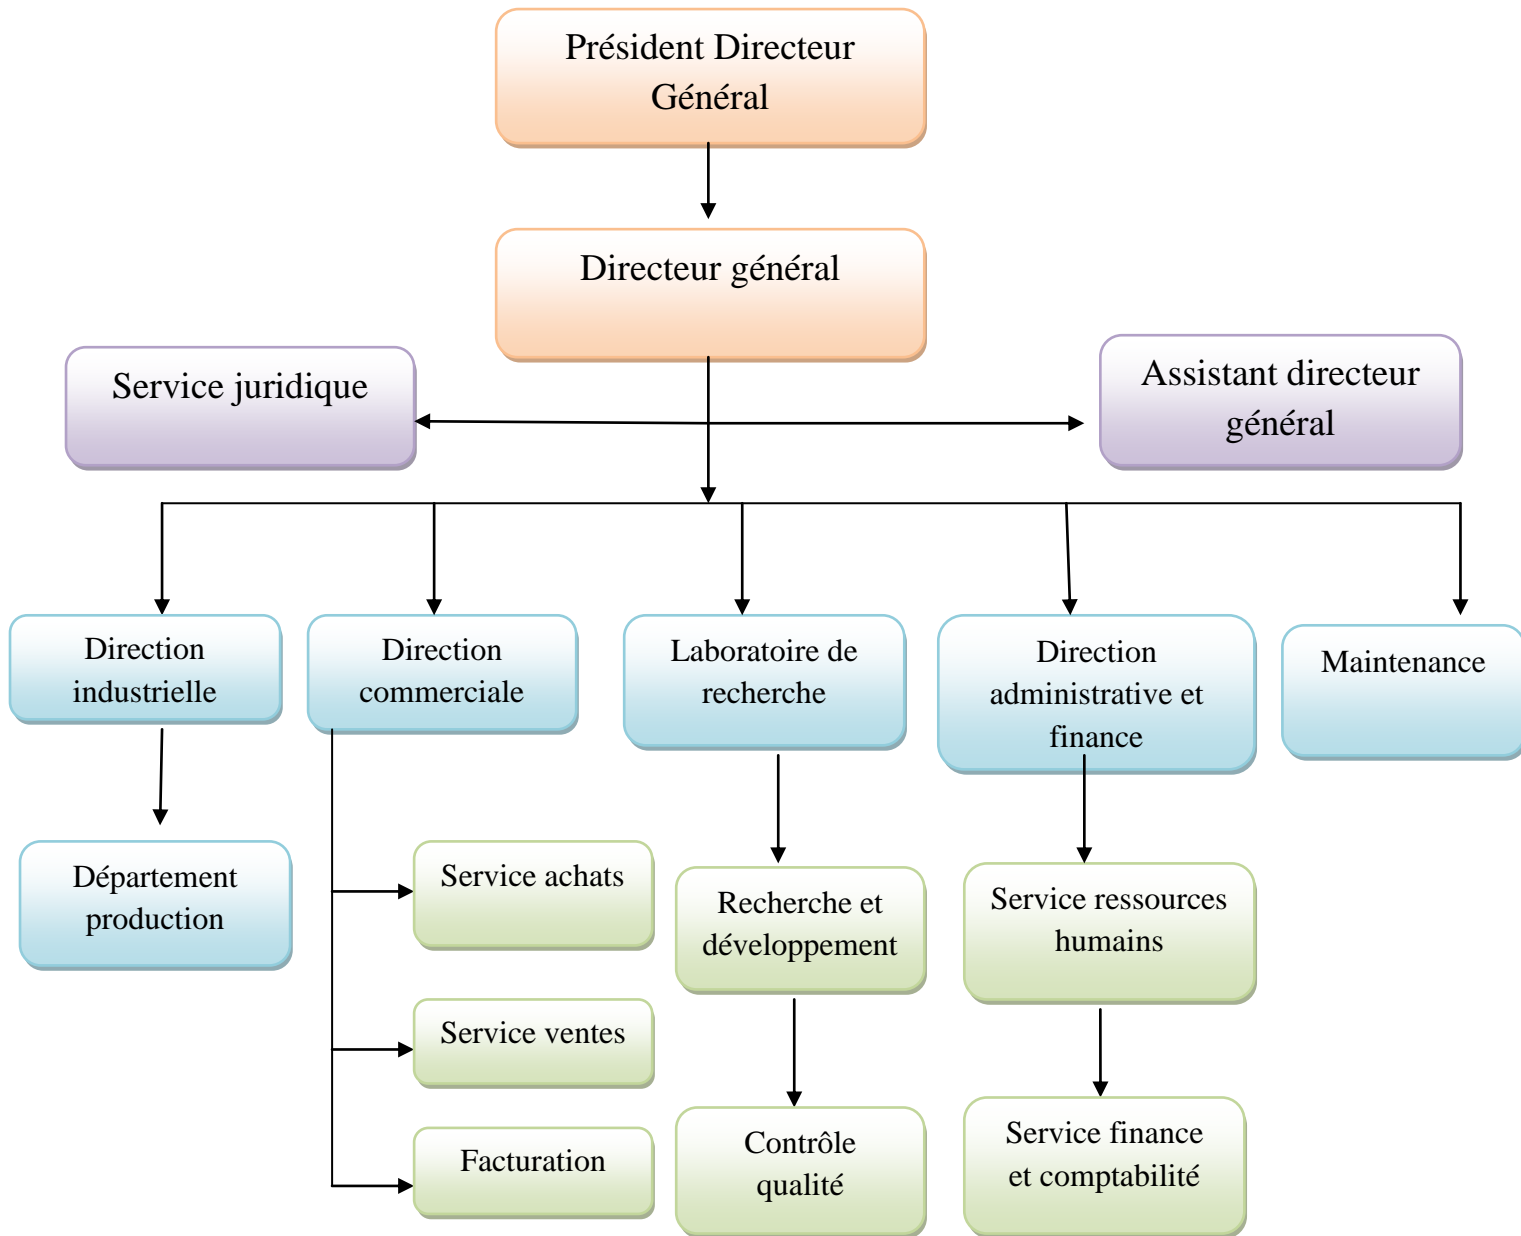 Président Directeur
Général
Directeur général
Service juridique
Assistant directeur
général
Direction
industrielle
Direction
commerciale
Laboratoire de
recherche
Direction
administrative et
finance
Maintenance
Département
production
Service achats
Service ventes
Facturation
Recherche et
développement
Contrôle
qualité
Service ressources
humains
Service finance
et comptabilité